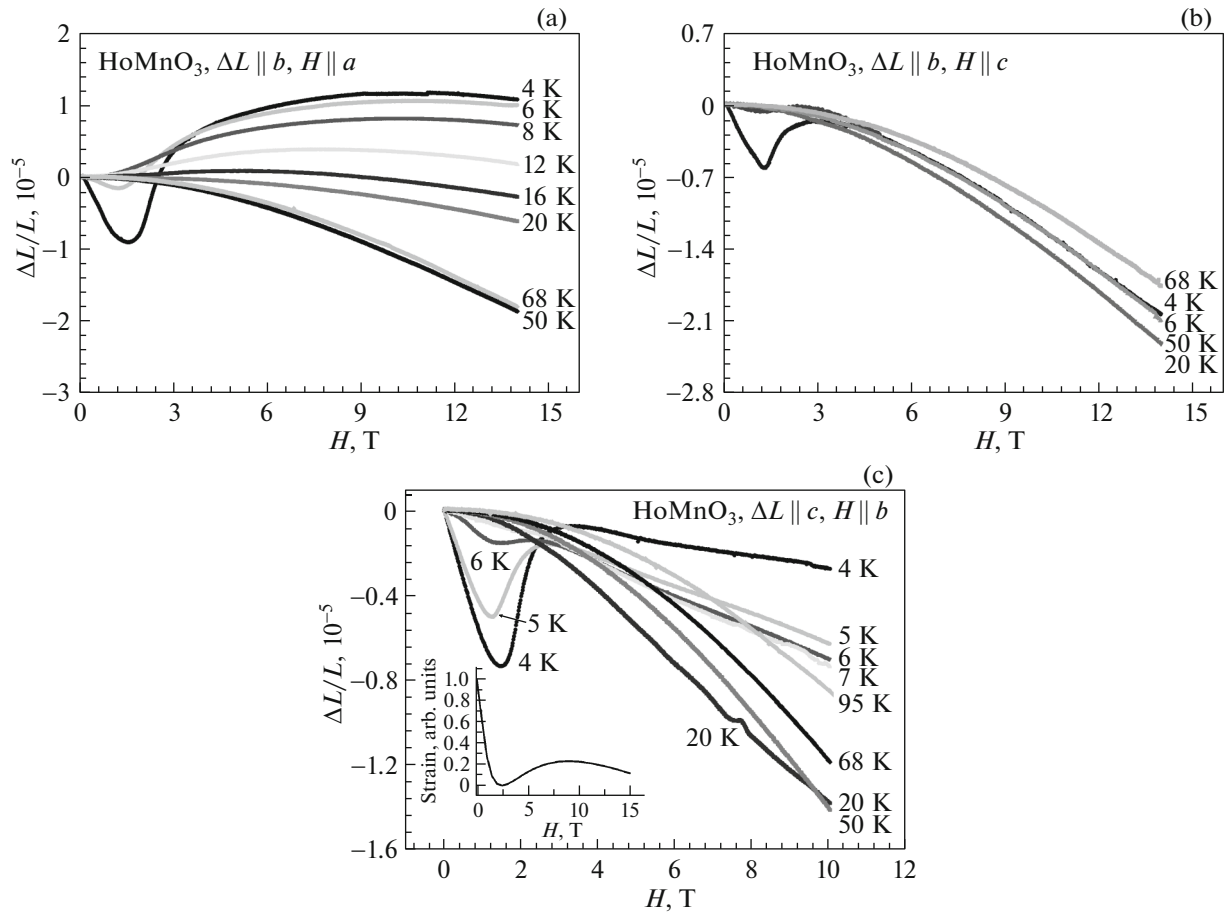 (a)
HoMnO₃, ΔL || b, H || a
2
1
0
−1
−2
−3
ΔL/L, 10⁻⁵
4 K
6 K
8 K
12 K
16 K
20 K
68 K
50 K
0 3 6 9 12 15
H, T
(b)
HoMnO₃, ΔL || b, H || c
0.7
0
−0.7
−1.4
−2.1
−2.8
ΔL/L, 10⁻⁵
68 K
4 K
6 K
50 K
20 K
0 3 6 9 12 15
H, T
(c)
HoMnO₃, ΔL || c, H || b
0
−0.4
−0.8
−1.2
−1.6
ΔL/L, 10⁻⁵
6 K
5 K
4 K
20 K
4 K
5 K
6 K
7 K
95 K
68 K
20 K
50 K
Strain, arb. units
1.0
0.8
0.6
0.4
0.2
0
0 5 10 15
H, T
0 2 4 6 8 10 12
H, T